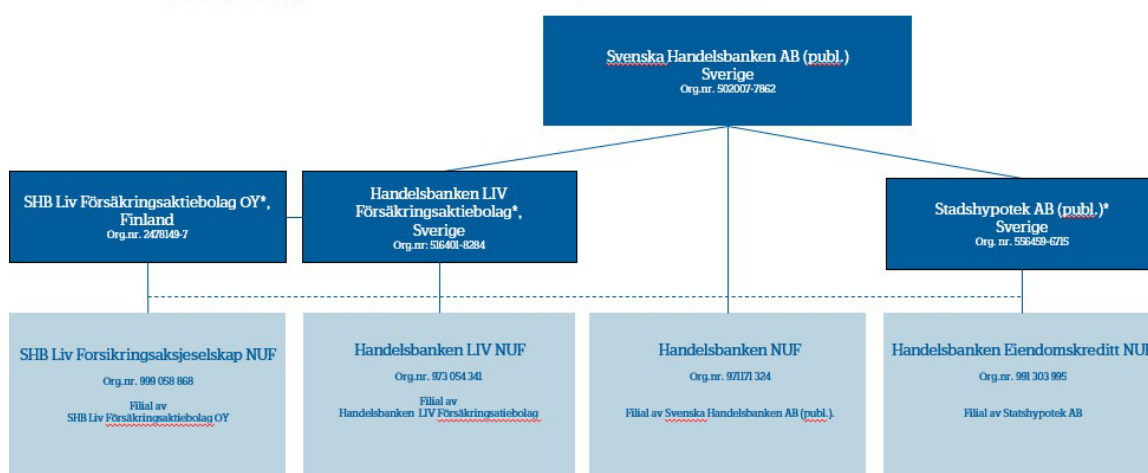 Svenska Handelsbanken AB (publ.)
Sverige
Org.nr. 502007-7862
SHB Liv Försäkringsaktiebolag OY*,
Finland
Org.nr. 2478149-7
Handelsbanken LIV
Försäkringsaktiebolag*,
Sverige
Org.nr: 516401-8284
Stadshypotek AB (publ.)*
Sverige
Org. nr. 556459-6715
SHB Liv Forsikringsaksjeselskap NUF
Org.nr. 999 058 868
Filial av
SHB Liv Försäkringsaktiebolag OY
Handelsbanken LIV NUF
Org.nr. 973 054 341
Filial av
Handelsbanken LIV Försäkringsatiebolag
Handelsbanken NUF
Org.nr. 971171 324
Filial av Svenska Handelsbanken AB (publ.).
Handelsbanken Eiendomskreditt NUF
Org.nr. 991 303 995
Filial av Statshypotek AB